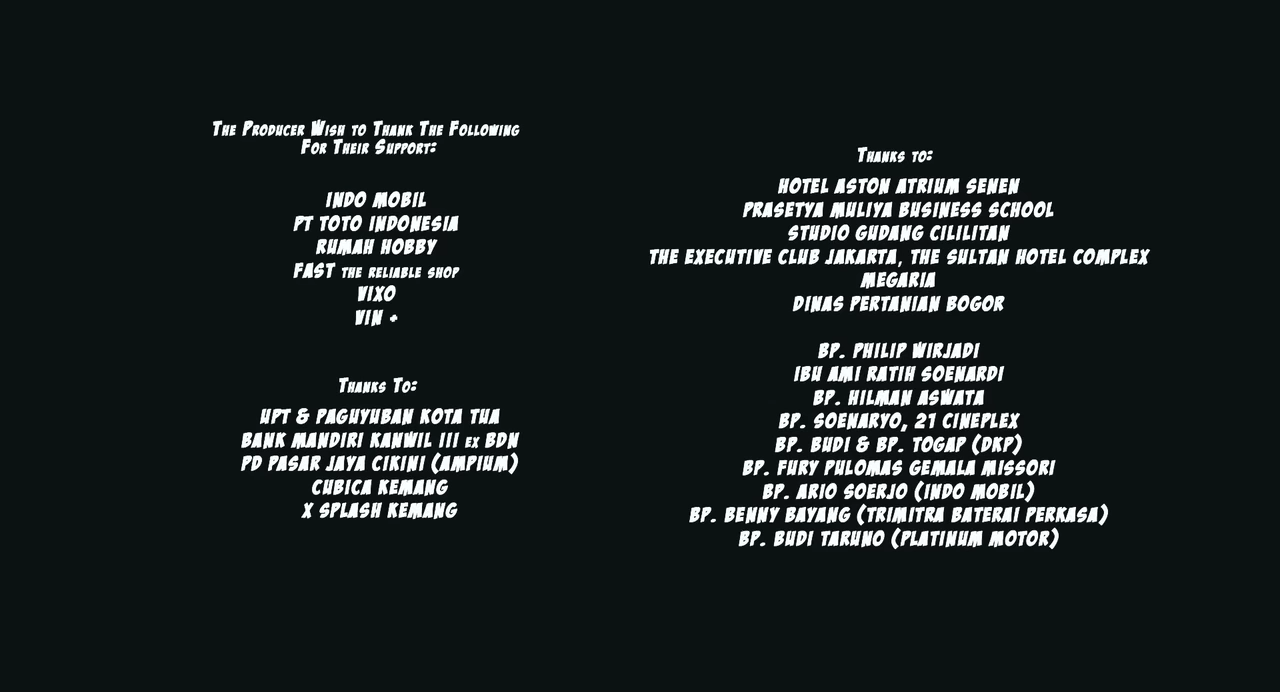 The Producer Wish to Thank The Following
For Their Support:
INDO MOBIL
PT TOTO INDONESIA
RUMAH HOBBY
FAST THE RELIABLE SHOP
VIXO
VIN +
Thanks To:
UPT & PAGUYUBAN KOTA TUA
BANK MANDIRI KANWIL III EX BDN
PD PASAR JAYA CIKINI (AMPIUM)
CUBICA KEMANG
X SPLASH KEMANG
Thanks to:
HOTEL ASTON ATRIUM SENEN
PRASETYA MULIYA BUSINESS SCHOOL
STUDIO GUDANG CILILITAN
THE EXECUTIVE CLUB JAKARTA, THE SULTAN HOTEL COMPLEX
MEGARIA
DINAS PERTANIAN BOGOR
BP. PHILIP WIRJADI
IBU AMI RATIH SOENARDI
BP. HILMAN ASWATA
BP. SOENARYO, 21 CINEPLEX
BP. BUDI & BP. TOGAP (DKP)
BP. FURY PULOMAS GEMALA MISSORI
BP. ARIO SOERJO (INDO MOBIL)
BP. BENNY BAYANG (TRIMITRA BATERAI PERKASA)
BP. BUDI TARUNO (PLATINUM MOTOR)